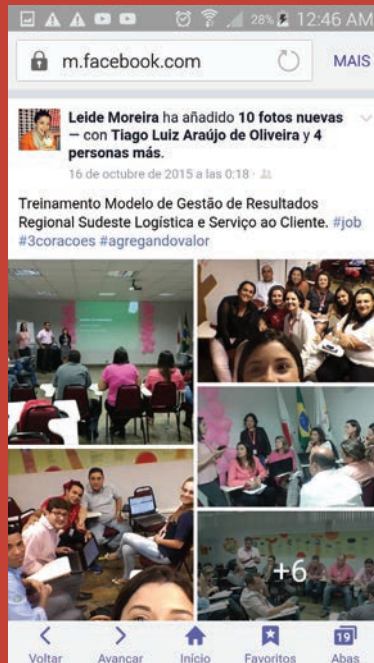 28% 12:46 AM
m.facebook.com MAIS
Leide Moreira ha añadido 10 fotos nuevas
— con Tiago Luiz Araújo de Oliveira y 4
personas más.
16 de octubre de 2015 a las 0:18 ·
Treinamento Modelo de Gestão de Resultados
Regional Sudeste Logística e Serviço ao Cliente. #job
#3coracoes #agregandovalor
+6
19
Voltar Avançar Início Favoritos Abas